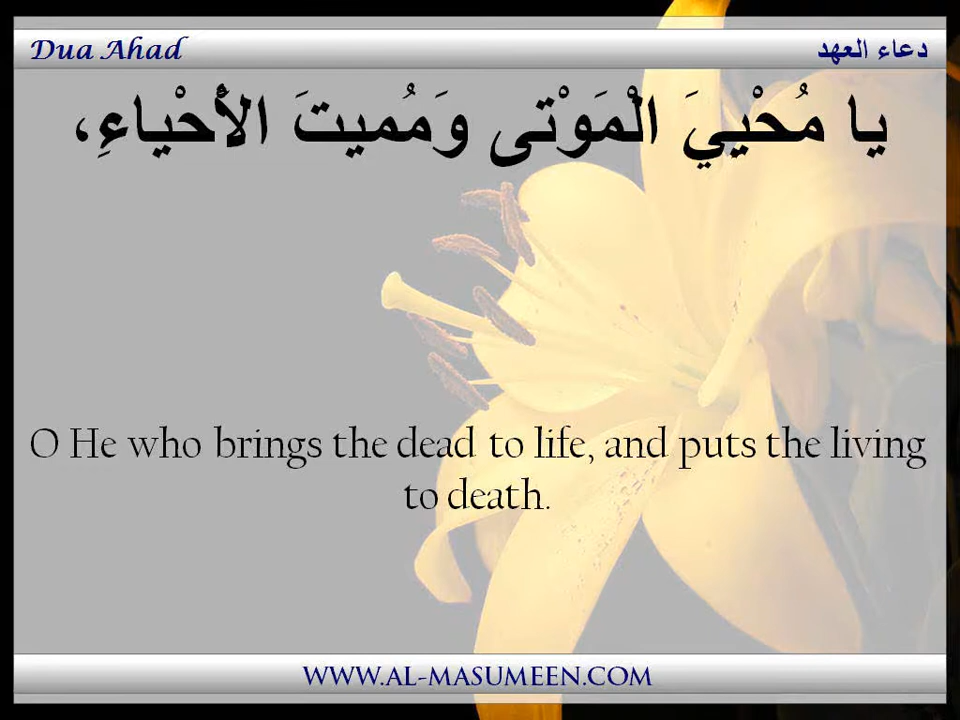 Dua Ahad
دعاء العهد
يا مُحْيِيَ الْمَوْتى وَمُميتَ الأَحْياءِ،
O He who brings the dead to life, and puts the living
to death.
WWW.AL-MASUMEEN.COM